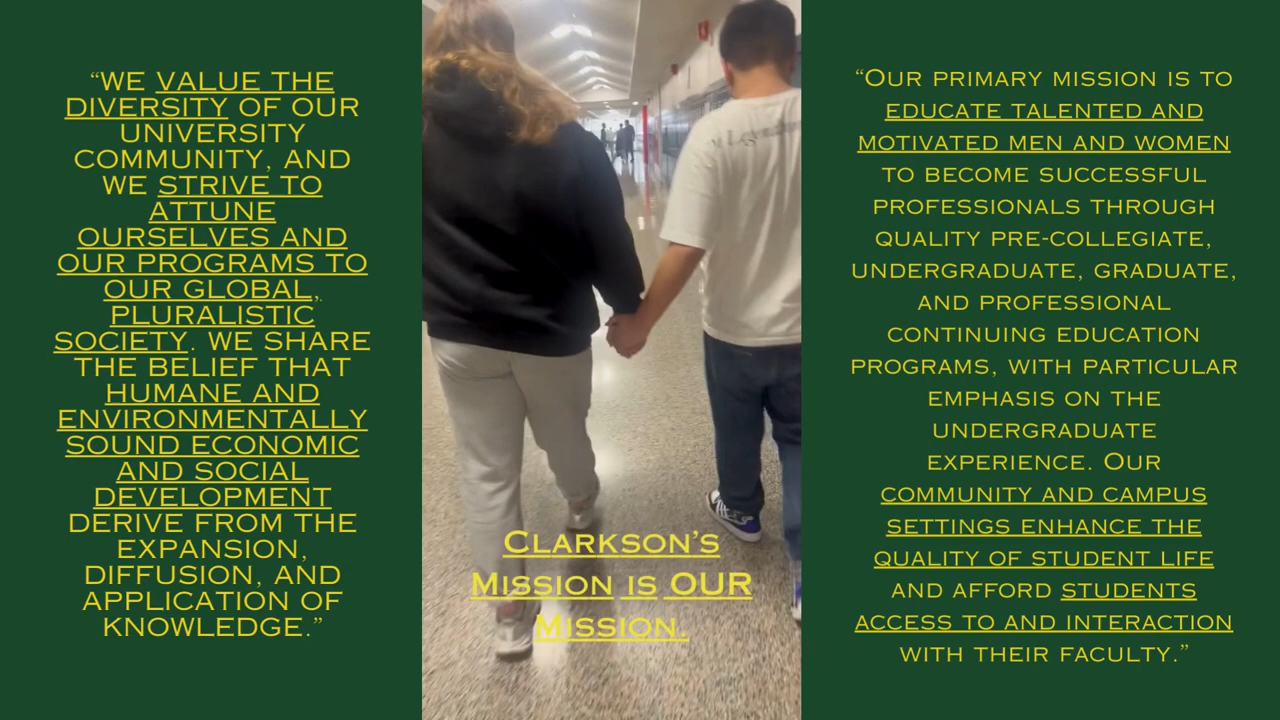 “WE VALUE THE
DIVERSITY OF OUR
UNIVERSITY
COMMUNITY, AND
WE STRIVE TO
ATTUNE
OURSELVES AND
OUR PROGRAMS TO
OUR GLOBAL,
PLURALISTIC
SOCIETY. WE SHARE
THE BELIEF THAT
HUMANE AND
ENVIRONMENTALLY
SOUND ECONOMIC
AND SOCIAL
DEVELOPMENT
DERIVE FROM THE
EXPANSION,
DIFFUSION, AND
APPLICATION OF
KNOWLEDGE.”
Clarkson’s
Mission is OUR
Mission.
“Our primary mission is to
educate talented and
motivated men and women
to become successful
professionals through
quality pre-collegiate,
undergraduate, graduate,
and professional
continuing education
programs, with particular
emphasis on the
undergraduate
experience. Our
community and campus
settings enhance the
quality of student life
and afford students
access to and interaction
with their faculty.”